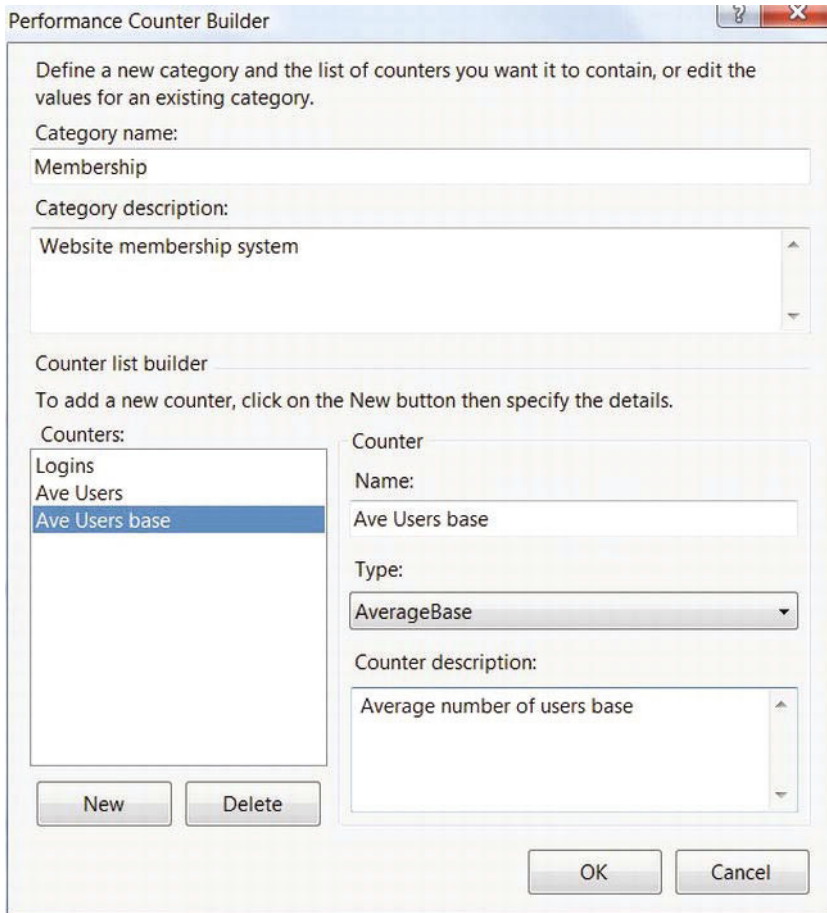 Performance Counter Builder
Define a new category and the list of counters you want it to contain, or edit the
values for an existing category.
Category name:
Membership
Category description:
Website membership system
Counter list builder
To add a new counter, click on the New button then specify the details.
Counters:
Logins
Ave Users
Ave Users base
New
Delete
Counter
Name:
Ave Users base
Type:
AverageBase
Counter description:
Average number of users base
OK
Cancel